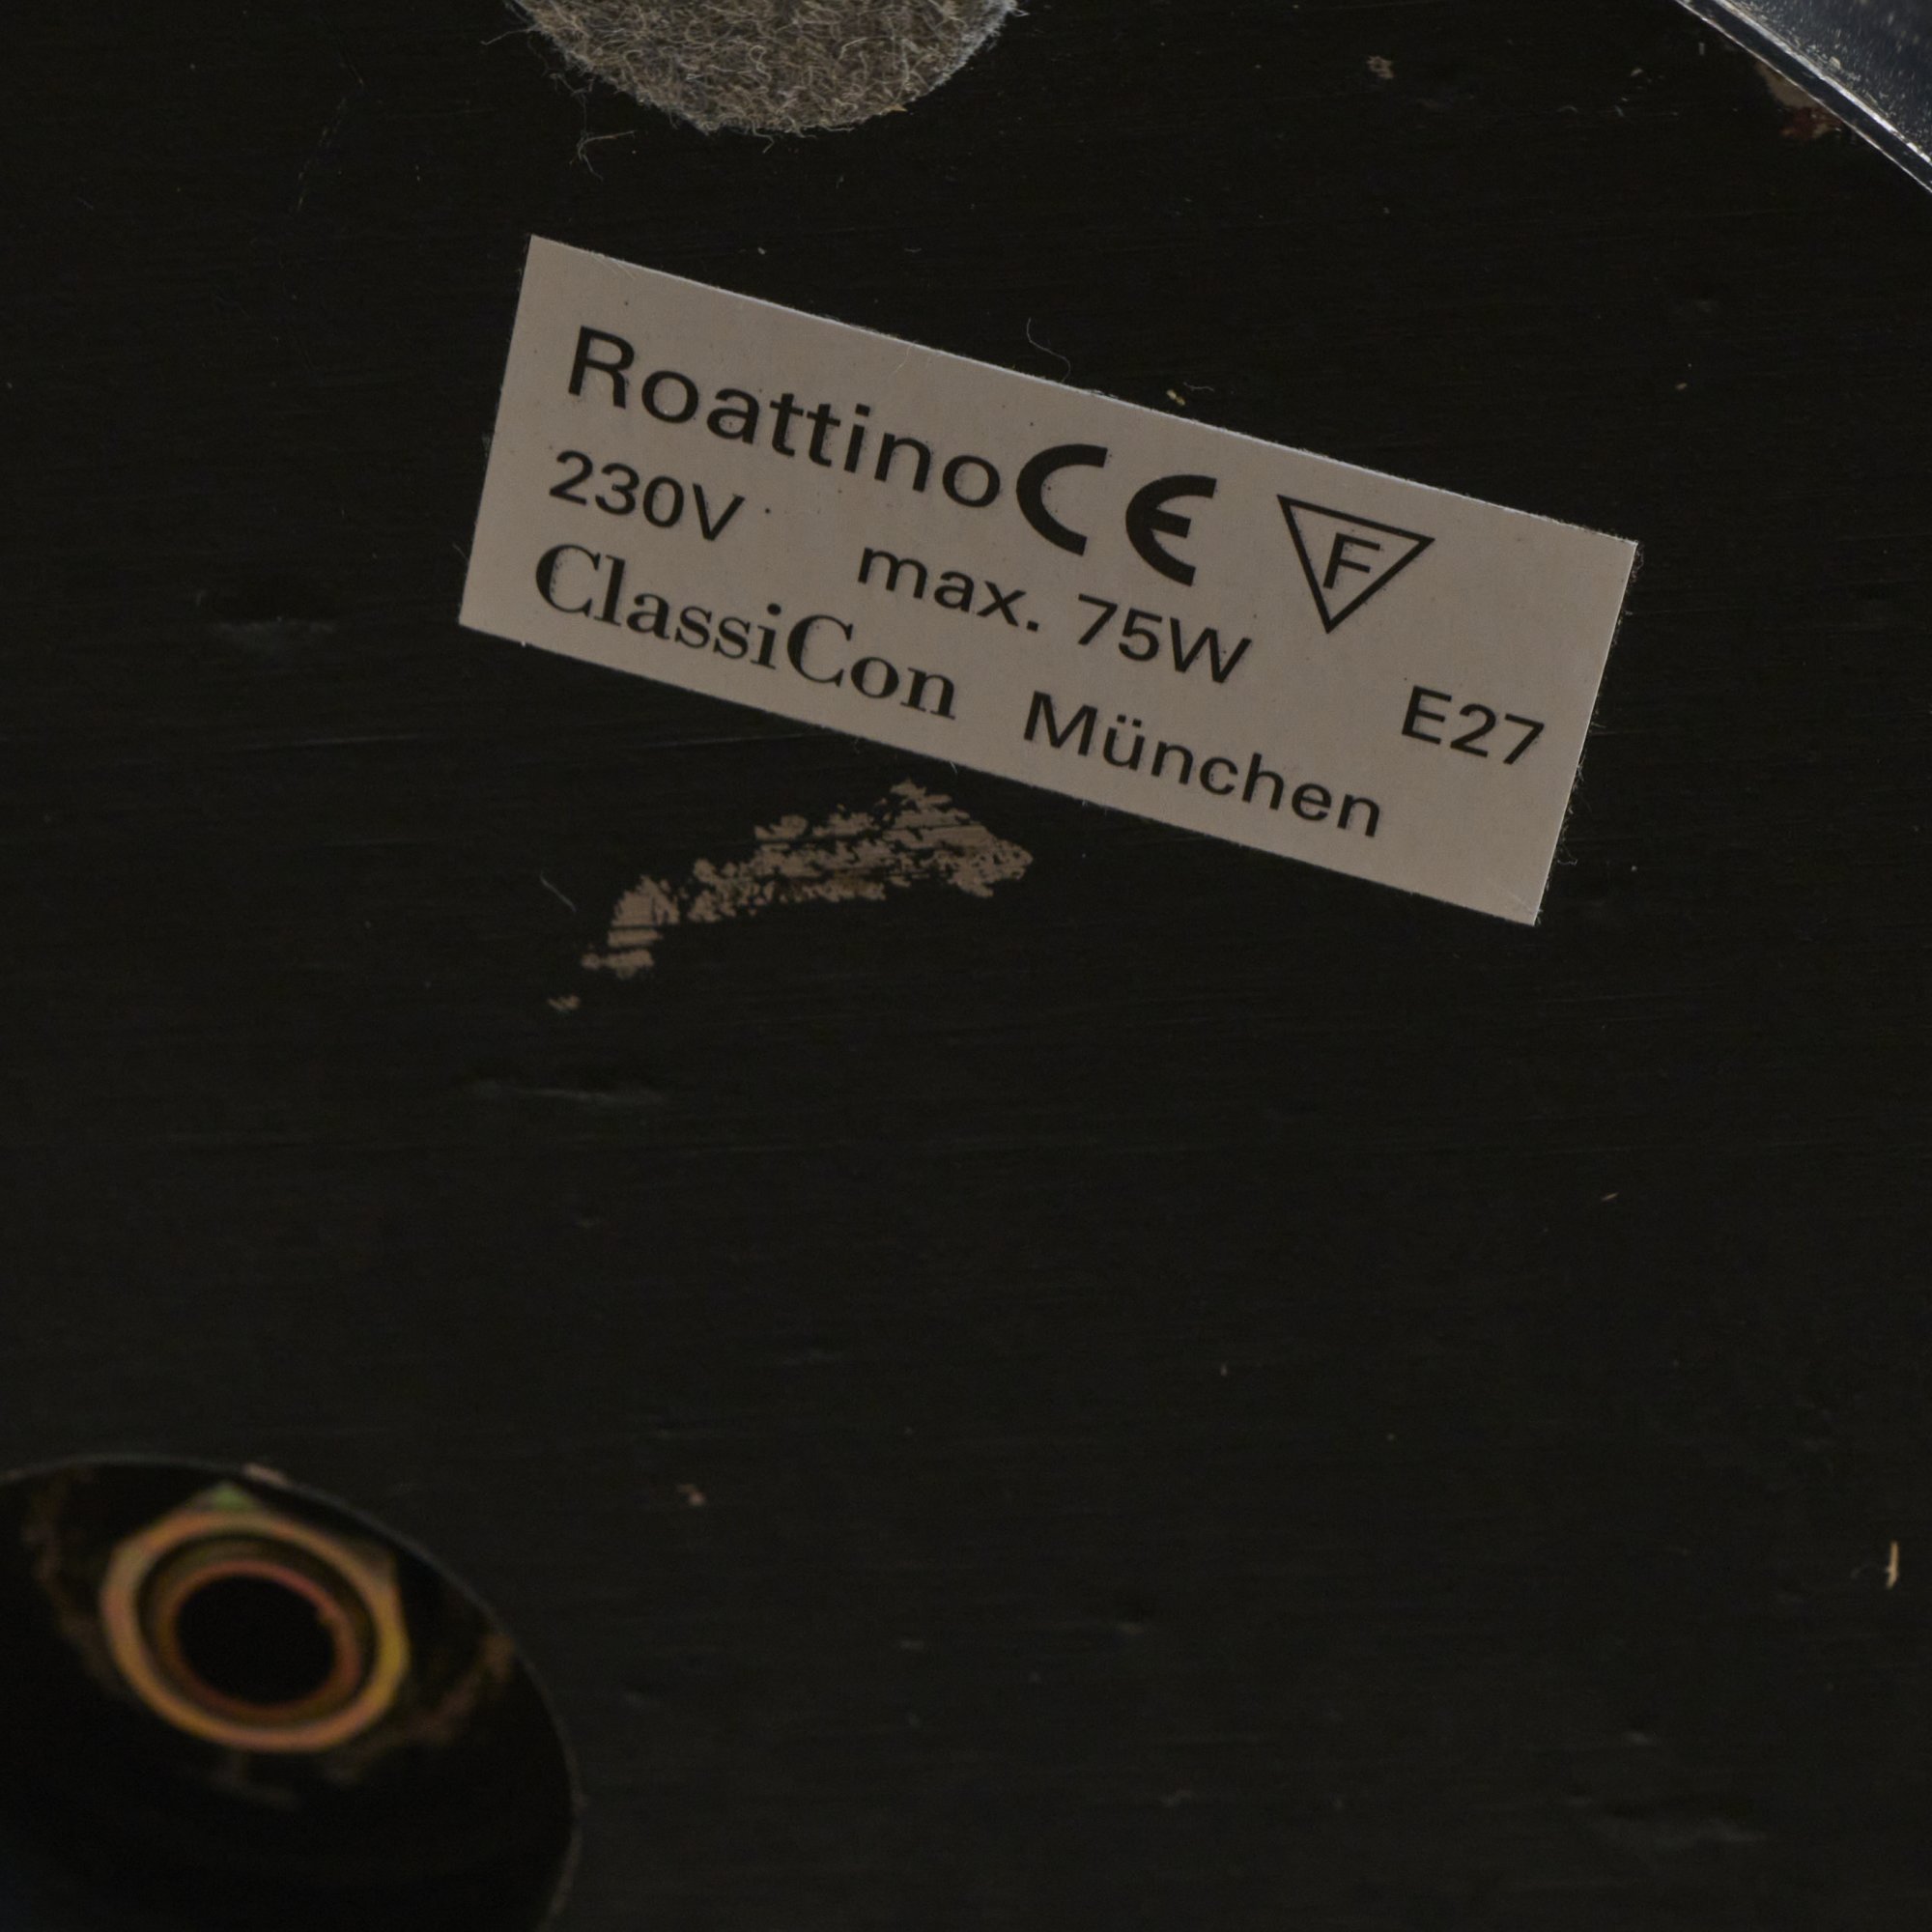 Roattino CE F
230V max. 75W E27
ClassiCon München